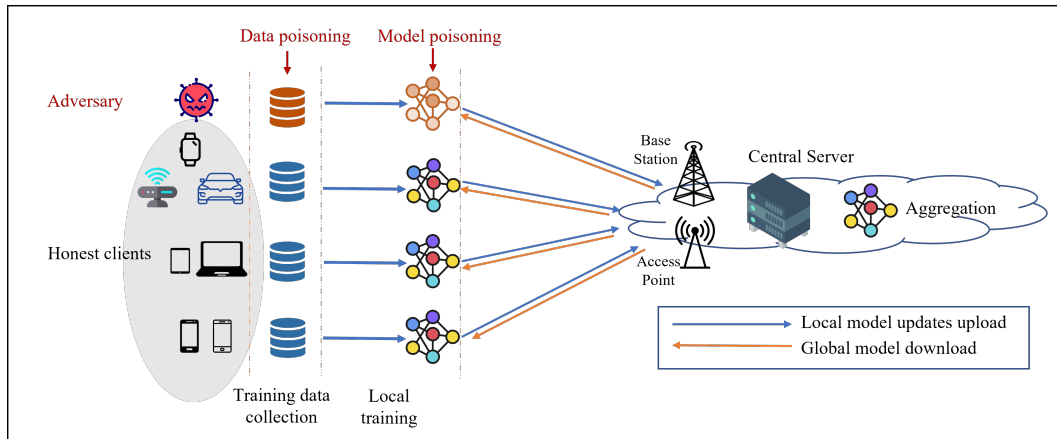 Data poisoning
Model poisoning
Adversary
Base
Station
Central Server
Aggregation
Honest clients
Access
Point
Local model updates upload
Global model download
Training data
collection
Local
training